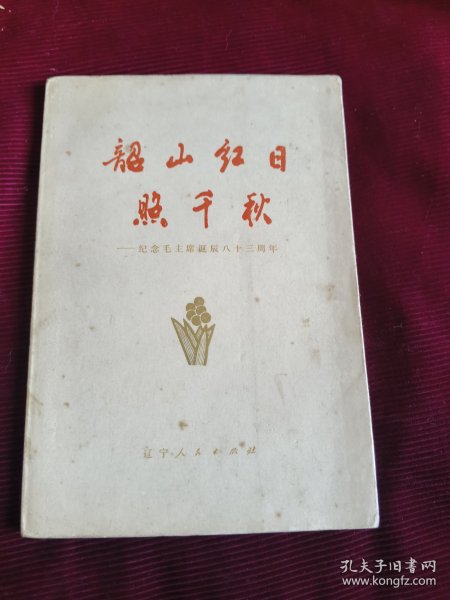 韶山红日
照千秋
——纪念毛主席诞辰八十三周年
辽宁人民出版社
孔夫子旧书网
www.kongfz.com